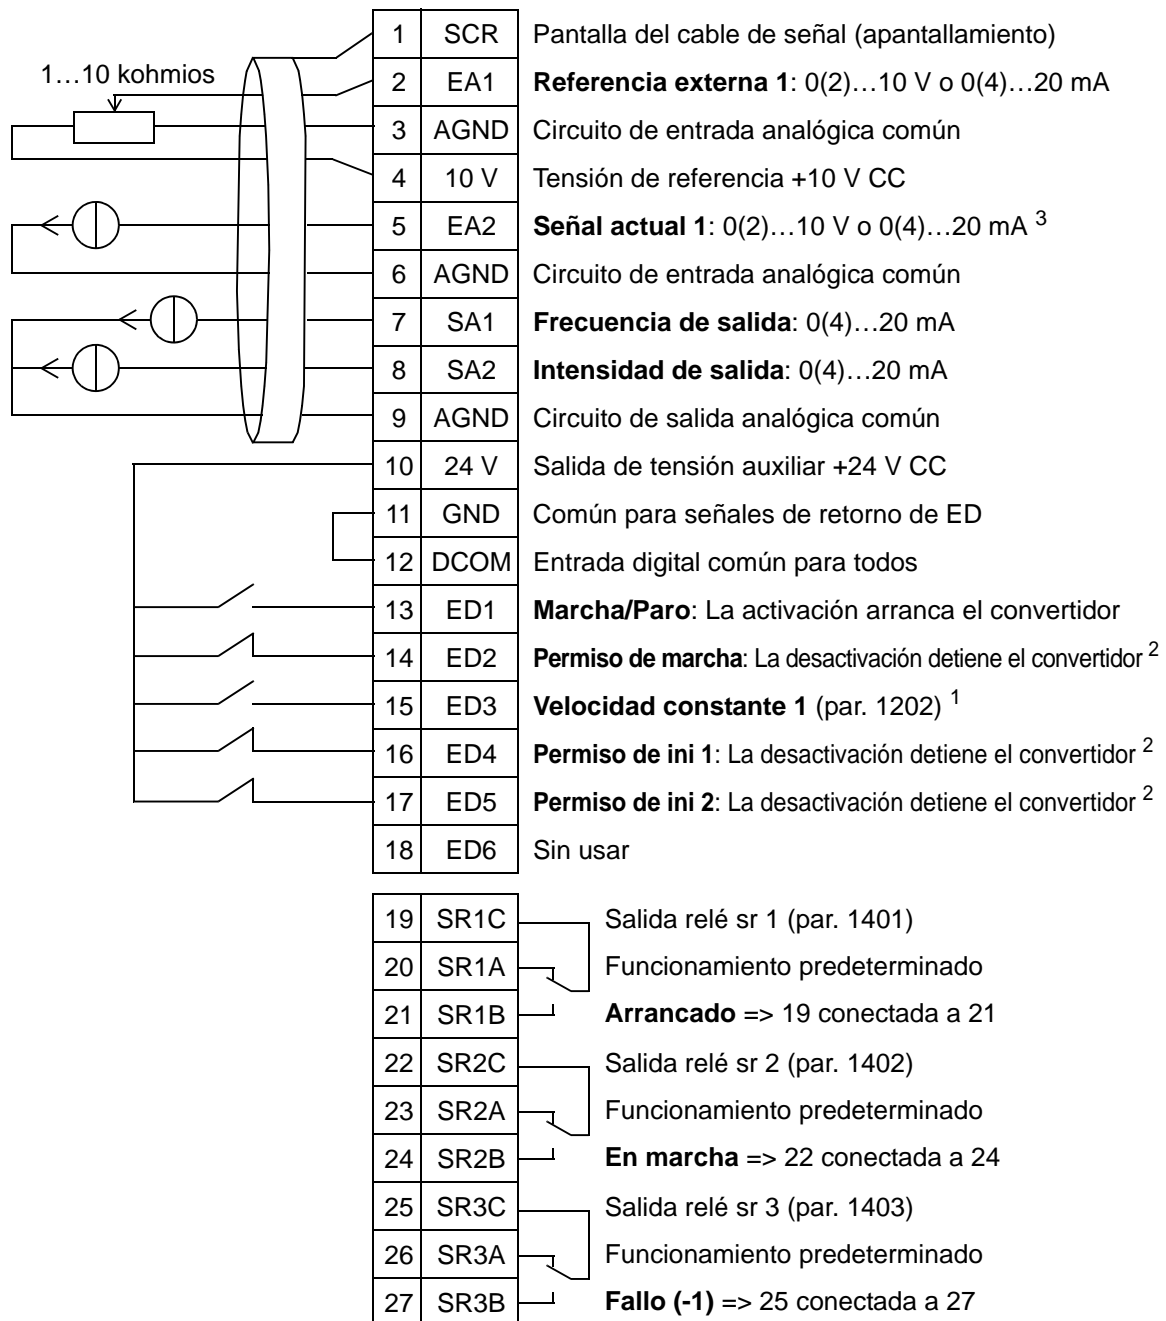 1 SCR Pantalla del cable de señal (apantallamiento)
1…10 kohmios
2 EA1 Referencia externa 1: 0(2)…10 V o 0(4)…20 mA
3 AGND Circuito de entrada analógica común
4 10 V Tensión de referencia +10 V CC
5 EA2 Señal actual 1: 0(2)…10 V o 0(4)…20 mA 3
6 AGND Circuito de entrada analógica común
7 SA1 Frecuencia de salida: 0(4)…20 mA
8 SA2 Intensidad de salida: 0(4)…20 mA
9 AGND Circuito de salida analógica común
10 24 V Salida de tensión auxiliar +24 V CC
11 GND Común para señales de retorno de ED
12 DCOM Entrada digital común para todos
13 ED1 Marcha/Paro: La activación arranca el convertidor
14 ED2 Permiso de marcha: La desactivación detiene el convertidor 2
15 ED3 Velocidad constante 1 (par. 1202) 1
16 ED4 Permiso de ini 1: La desactivación detiene el convertidor 2
17 ED5 Permiso de ini 2: La desactivación detiene el convertidor 2
18 ED6 Sin usar
19 SR1C Salida relé sr 1 (par. 1401)
20 SR1A Funcionamiento predeterminado
21 SR1B Arrancado => 19 conectada a 21
22 SR2C Salida relé sr 2 (par. 1402)
23 SR2A Funcionamiento predeterminado
24 SR2B En marcha => 22 conectada a 24
25 SR3C Salida relé sr 3 (par. 1403)
26 SR3A Funcionamiento predeterminado
27 SR3B Fallo (-1) => 25 conectada a 27